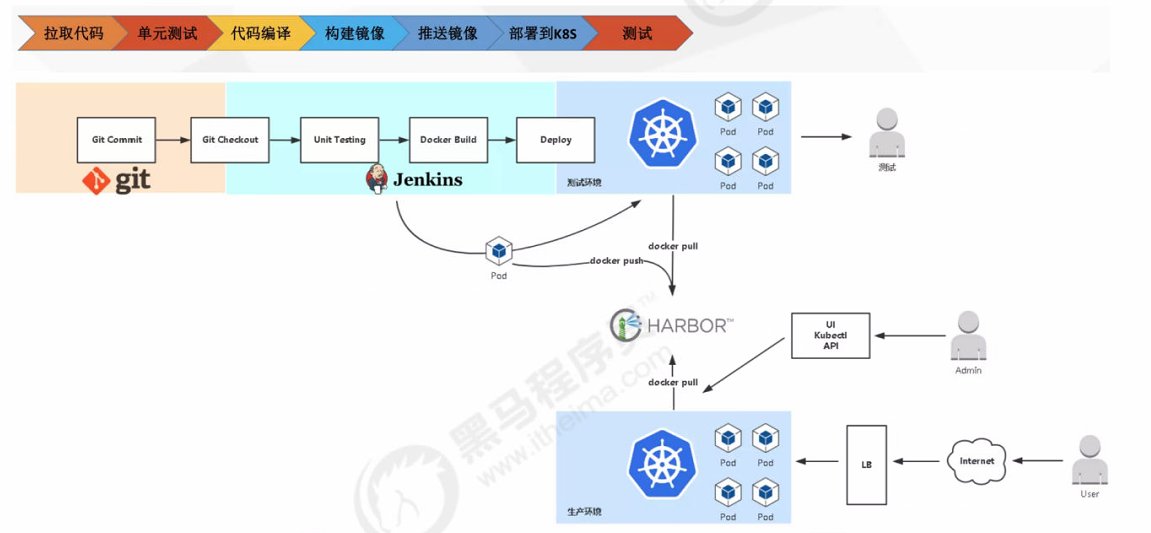 拉取代码
单元测试
代码编译
构建镜像
推送镜像
部署到K8S
测试
Git Commit
Git Checkout
Unit Testing
Docker Build
Deploy
git
Jenkins
测试环境
Pod
Pod
Pod
Pod
测试
Pod
docker pull
docker push
HARBOR™
UI
Kubectl
API
Admin
docker pull
黑马程序员™
www.itheima.com
生产环境
Pod
Pod
Pod
Pod
LB
Internet
User